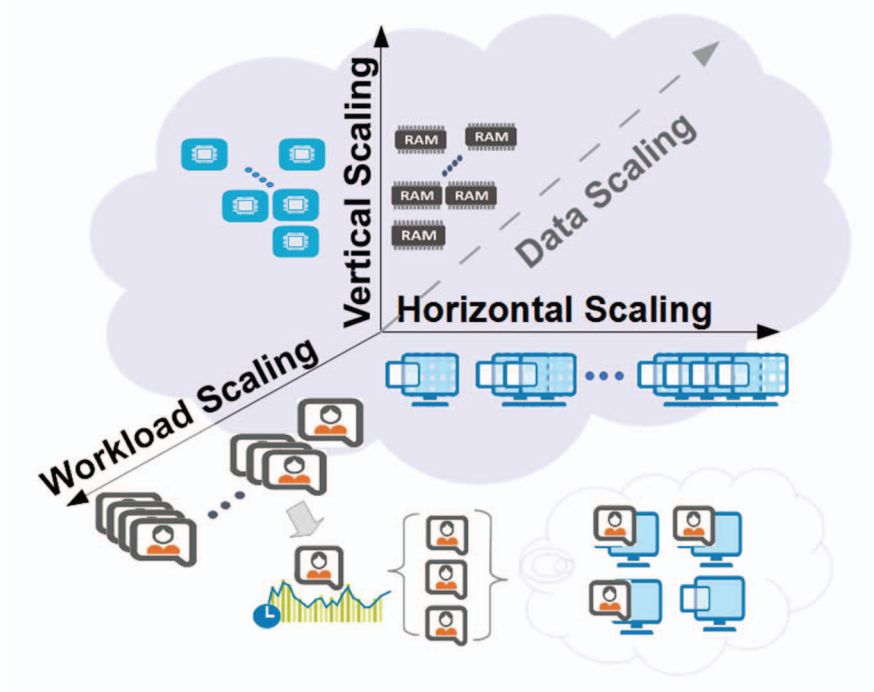 Vertical Scaling
Data Scaling
RAM
RAM
RAM
RAM
RAM
Horizontal Scaling
Workload Scaling